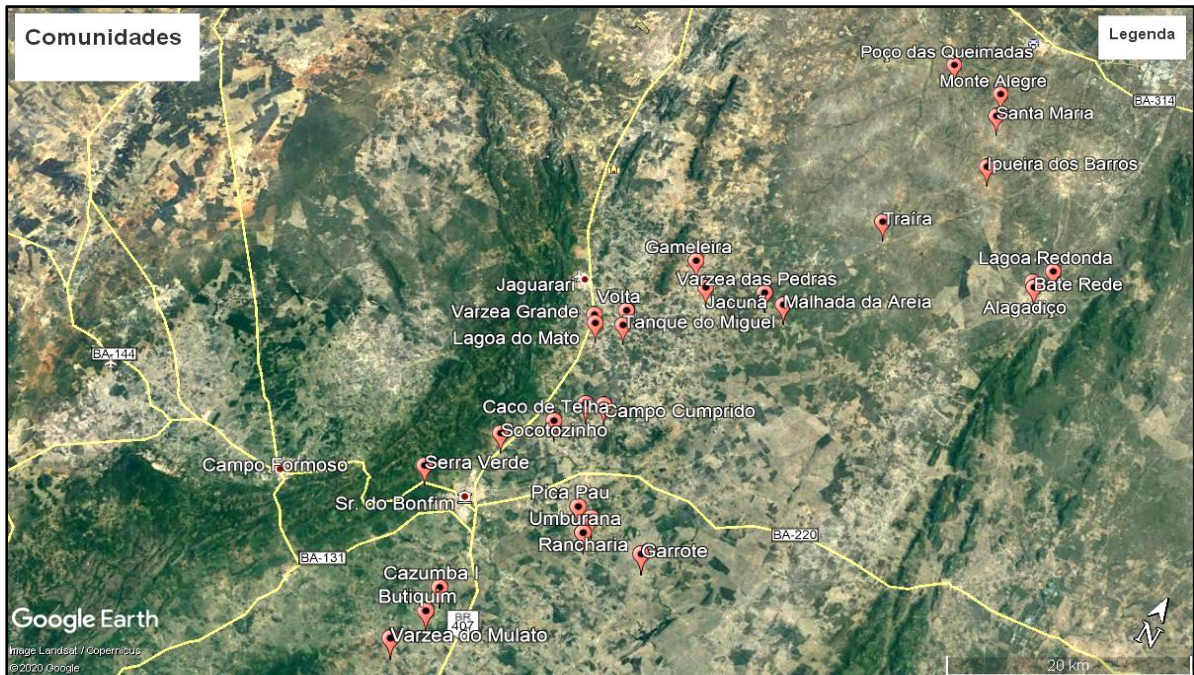 Comunidades
Legenda
Poço das Queimadas
Monte Alegre
BA-314
Santa Maria
Ipueira dos Barros
Traíra
Gameleira
Lagoa Redonda
Jaguarari
Varzea das Pedras
Bate Rede
Volta
Jacunã
Malhada da Areia
Alagadiço
Varzea Grande
Tanque do Miguel
Lagoa do Mato
BA-144
Caco de Telha
Campo Cumprido
Socotozinho
Campo Formoso
Serra Verde
Sr. do Bonfim
Pica Pau
Umburana
BA-220
Rancharia
Garrote
BA-131
Cazumba I
Butiquim
BR
407
Google Earth
Varzea do Mulato
N
Image Landsat / Copernicus
© 2020 Google
20 km